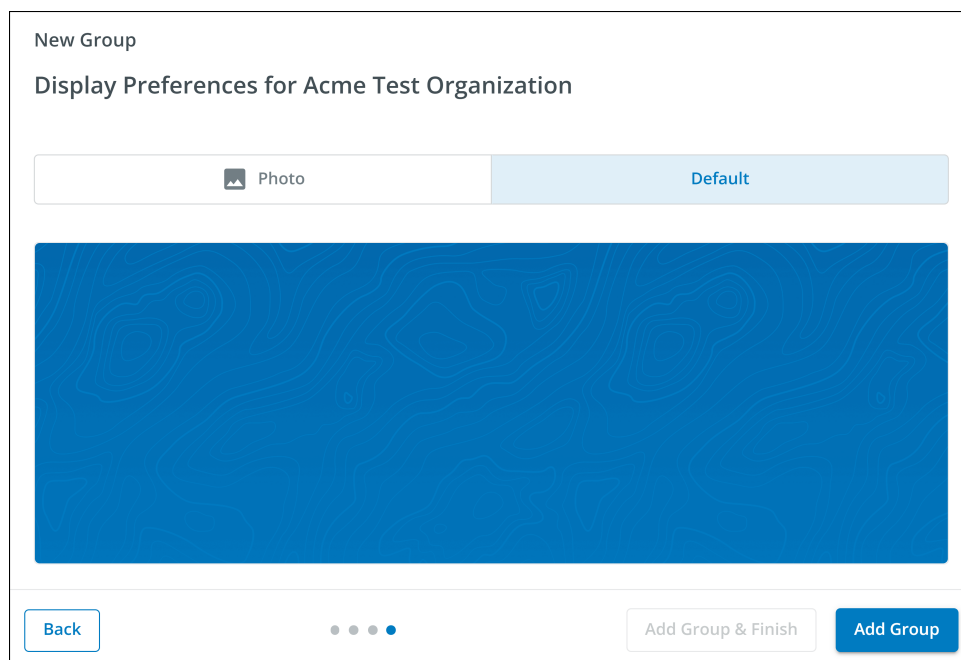 New Group
Display Preferences for Acme Test Organization
Photo
Default
Back
Add Group & Finish
Add Group